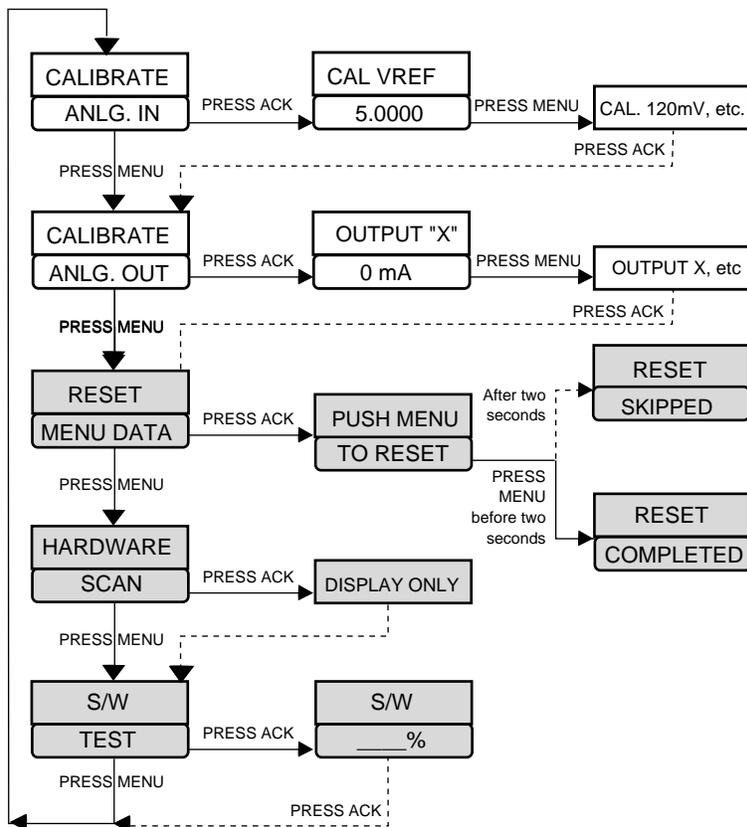 CALIBRATE
ANLG. IN
PRESS ACK
CAL VREF
5.0000
PRESS MENU
CAL. 120mV, etc.
PRESS ACK
PRESS MENU
CALIBRATE
ANLG. OUT
PRESS ACK
OUTPUT "X"
0 mA
PRESS MENU
OUTPUT X, etc
PRESS ACK
PRESS MENU
RESET
MENU DATA
PRESS ACK
PUSH MENU
TO RESET
After two
seconds
RESET
SKIPPED
PRESS
MENU
before two
seconds
RESET
COMPLETED
PRESS MENU
HARDWARE
SCAN
PRESS ACK
DISPLAY ONLY
PRESS MENU
S/W
TEST
PRESS ACK
S/W
____%
PRESS MENU
PRESS ACK